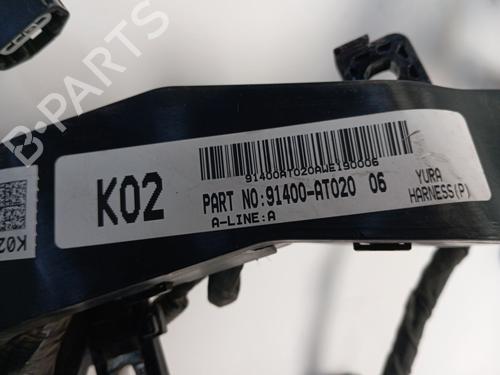 K02
91400AT020AWE190006
PART NO:91400-AT020 06
A-LINE:A
YURA
HARNESS(P)
K02
B-PARTS